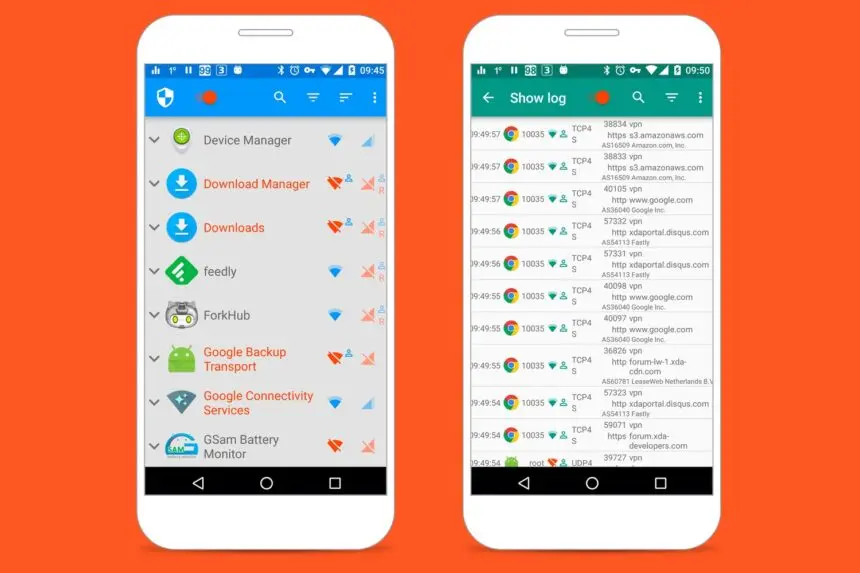 1° 99 3 09:45
Device Manager
Download Manager
R
Downloads
R
feedly
R
ForkHub
R
Google Backup
Transport
Google Connectivity
Services
GSam Battery
Monitor
SAM
1° 98 3 09:50
Show log
38834 vpn
09:49:57 10035 TCP4 https s3.amazonaws.com
S
AS16509 Amazon.com, Inc.
38833 vpn
09:49:57 10035 TCP4 https s3.amazonaws.com
S
AS16509 Amazon.com, Inc.
40105 vpn
09:49:57 10035 TCP4 http www.google.com
S
AS36040 Google Inc.
57332 vpn
09:49:56 10035 TCP4 http xdaportal.disqus.com
S
AS54113 Fastly
57331 vpn
09:49:56 10035 TCP4 http xdaportal.disqus.com
S
AS54113 Fastly
40098 vpn
09:49:55 10035 TCP4 http www.google.com
S
AS36040 Google Inc.
40097 vpn
09:49:55 10035 TCP4 http www.google.com
S
AS36040 Google Inc.
36826 vpn
09:49:55 10035 TCP4 http forum-lw-1.xda-
S cdn.com
AS60781 LeaseWeb Netherlands B.V
57323 vpn
09:49:54 10035 TCP4 http xdaportal.disqus.com
S
AS54113 Fastly
59071 vpn
09:49:54 10035 TCP4 https forum.xda-
S developers.com
39727 vpn
09:49:54 root UDP4